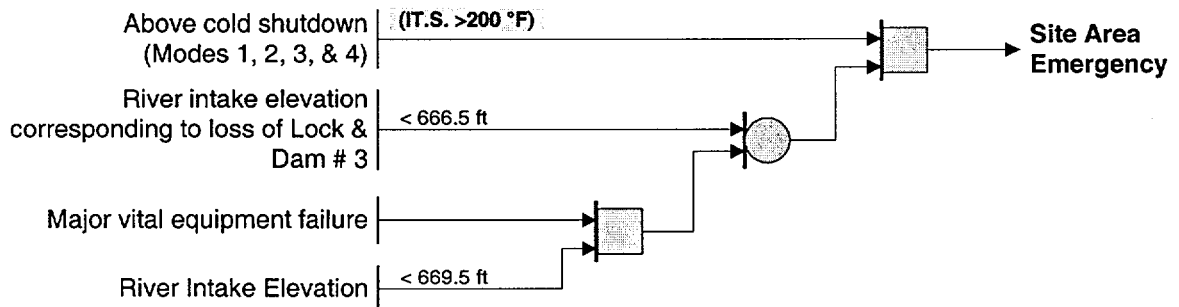 Above cold shutdown
(Modes 1, 2, 3, & 4)
(IT.S. >200 °F)
Site Area
Emergency
River intake elevation
corresponding to loss of Lock &
Dam # 3
< 666.5 ft
Major vital equipment failure
River Intake Elevation
< 669.5 ft